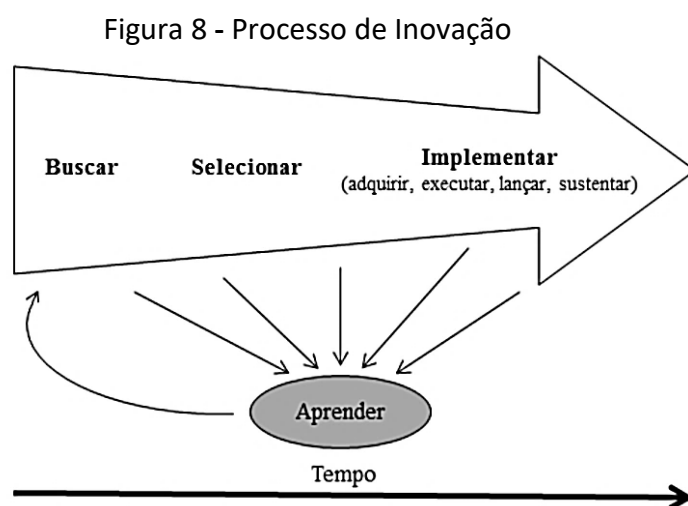 Figura 8 - Processo de Inovação
Buscar
Selecionar
Implementar
(adquirir, executar, lançar, sustentar)
Aprender
Tempo